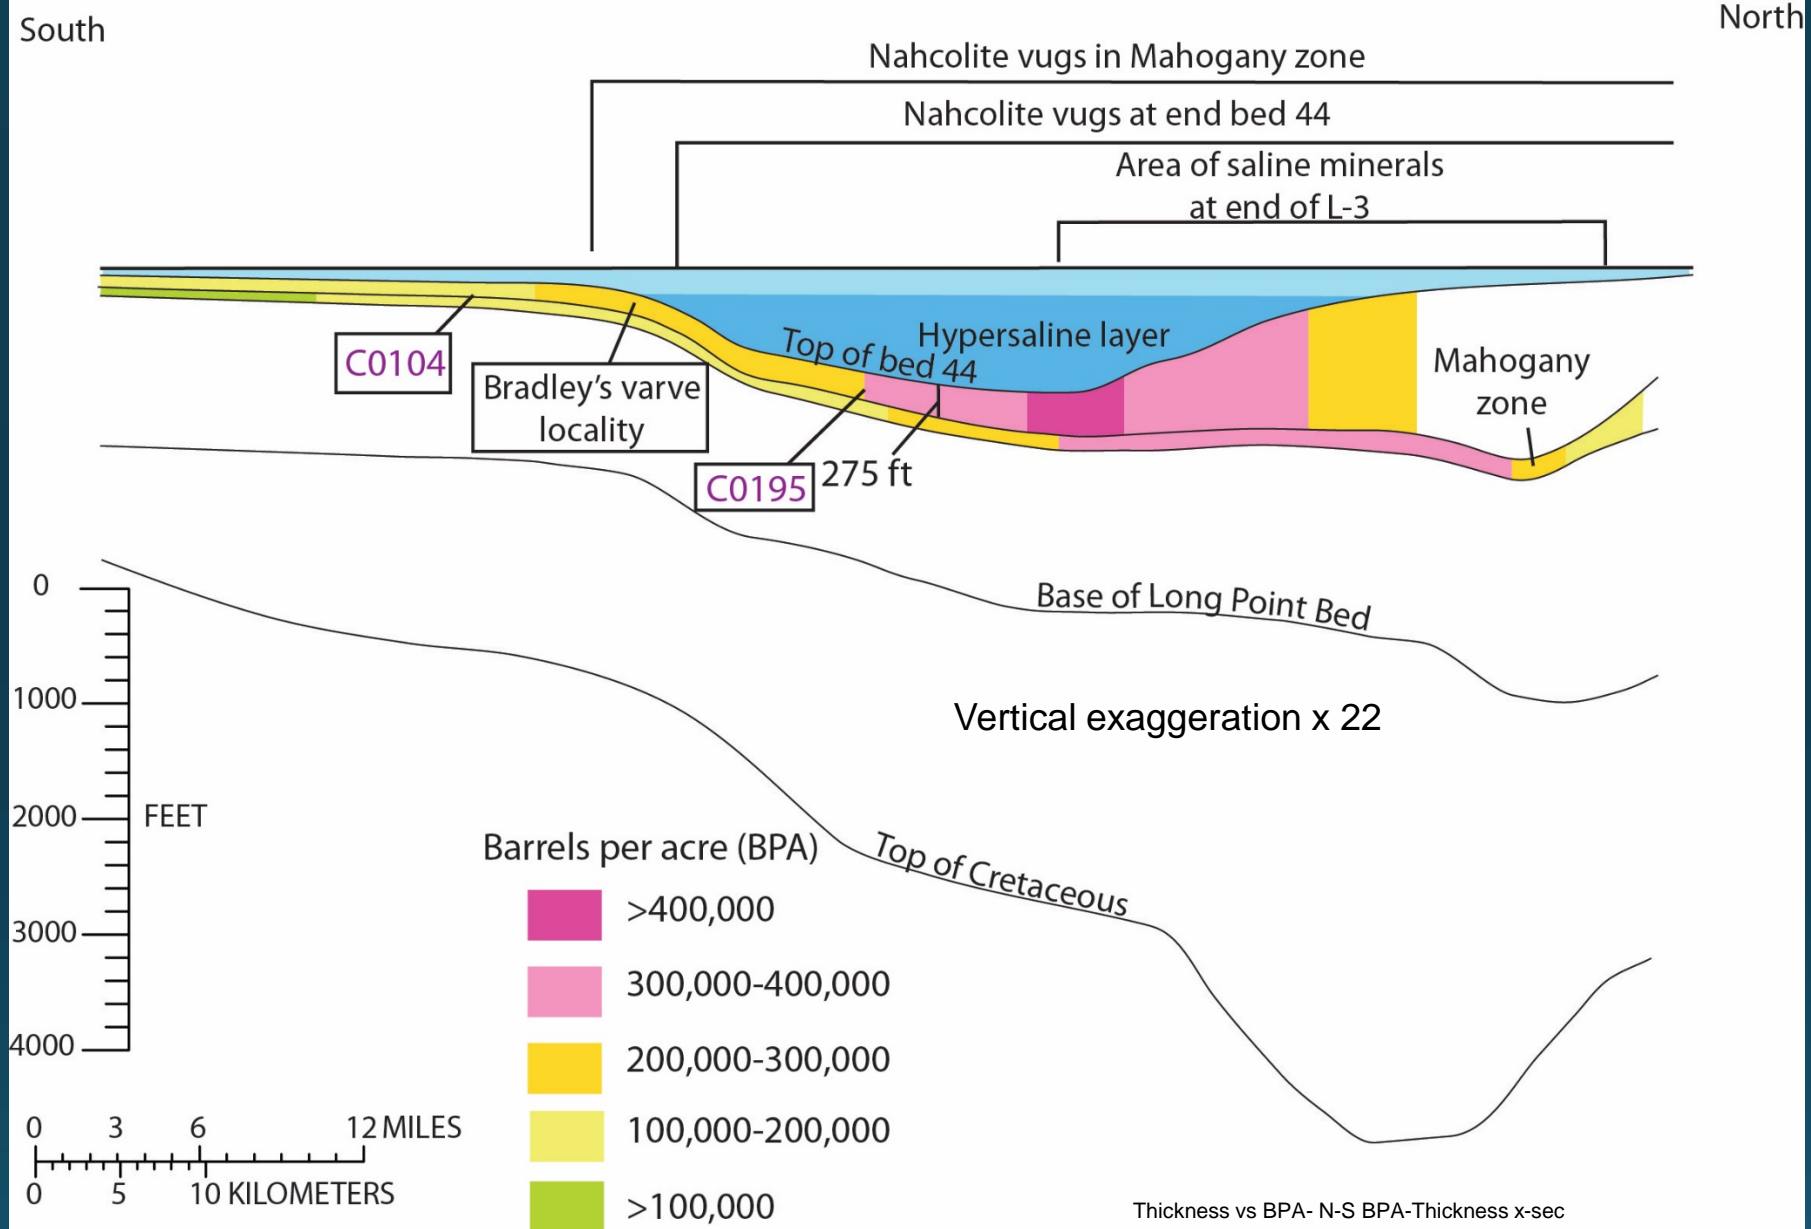 South
North
Nahcolite vugs in Mahogany zone
Nahcolite vugs at end bed 44
Area of saline minerals
at end of L-3
Hypersaline layer
Top of bed 44
C0104
Bradley's varve
locality
C0195
275 ft
Mahogany
zone
Base of Long Point Bed
Vertical exaggeration x 22
Top of Cretaceous
0
1000
2000
FEET
3000
4000
Barrels per acre (BPA)
>400,000
300,000-400,000
200,000-300,000
100,000-200,000
>100,000
0 3 6 12 MILES
0 5 10 KILOMETERS
Thickness vs BPA- N-S BPA-Thickness x-sec